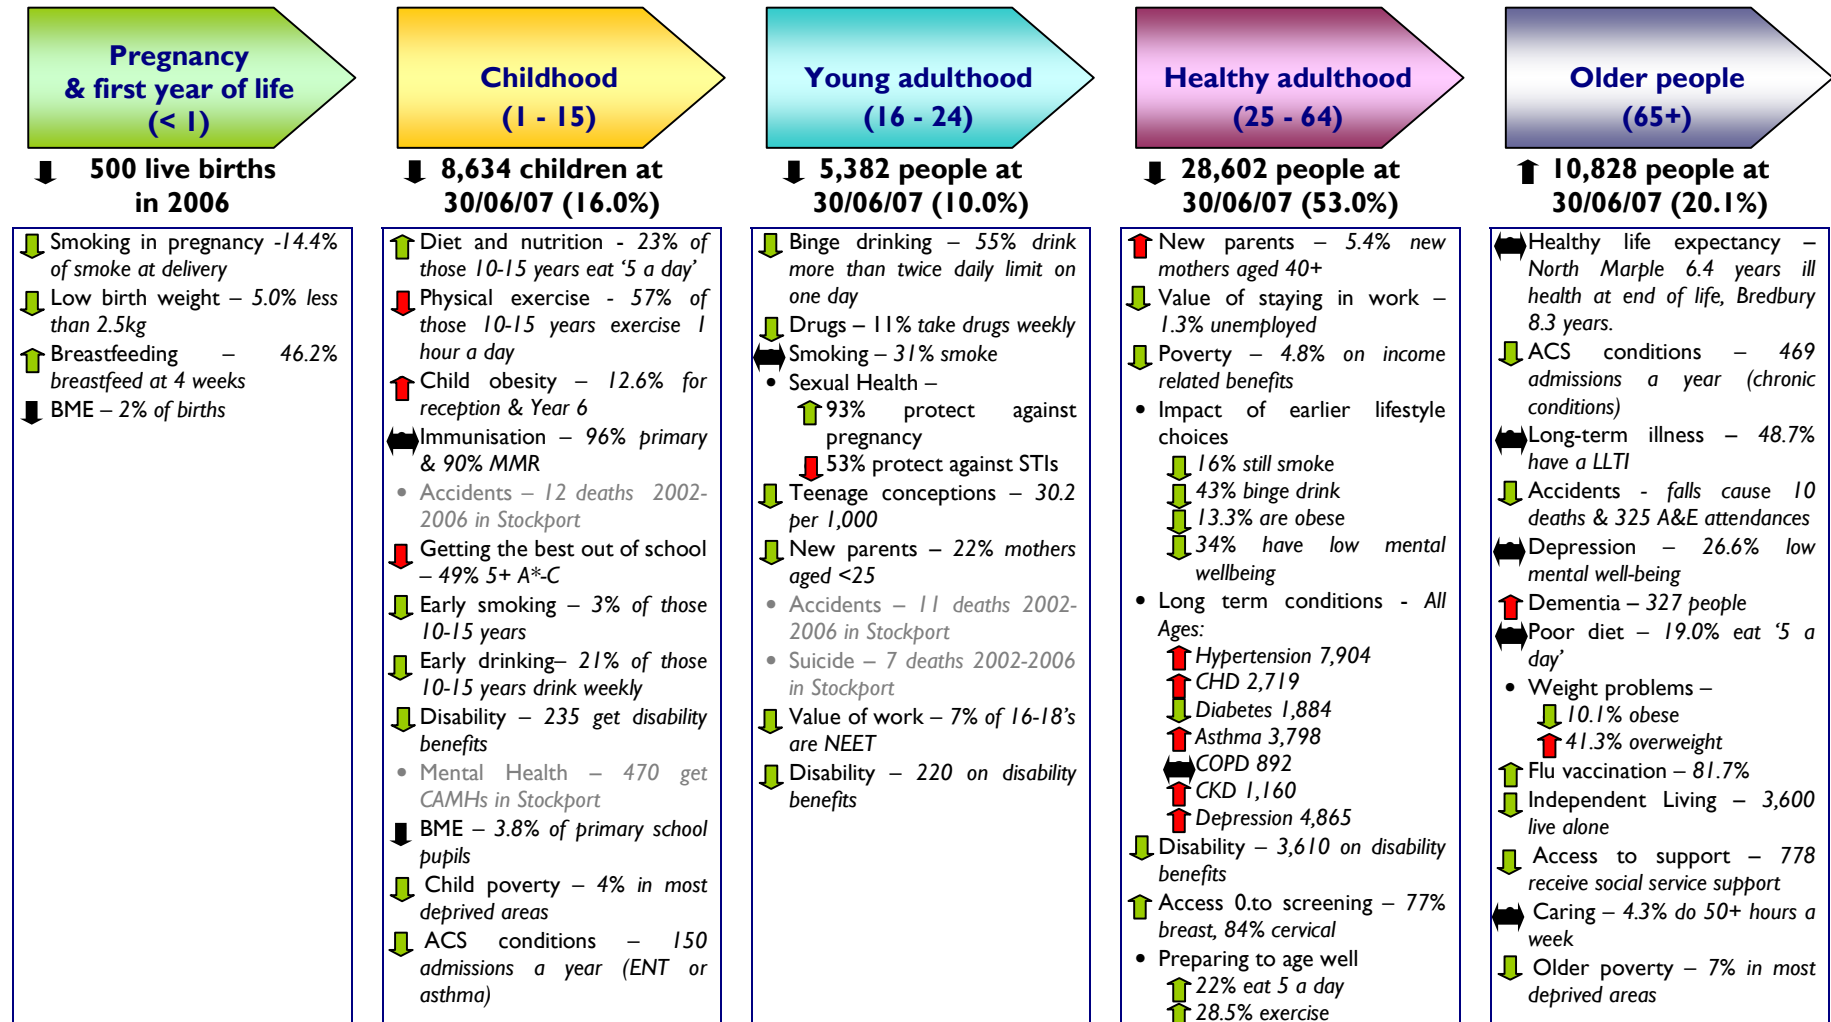 Pregnancy
& first year of life
(< 1)
500 live births
in 2006
Smoking in pregnancy -14.4%
of smoke at delivery
Low birth weight – 5.0% less
than 2.5kg
Breastfeeding – 46.2%
breastfeed at 4 weeks
BME – 2% of births
Childhood
(1 - 15)
8,634 children at
30/06/07 (16.0%)
Diet and nutrition - 23% of
those 10-15 years eat ‘5 a day’
Physical exercise - 57% of
those 10-15 years exercise 1
hour a day
Child obesity – 12.6% for
reception & Year 6
Immunisation – 96% primary
& 90% MMR
• Accidents – 12 deaths 2002-
2006 in Stockport
Getting the best out of school
– 49% 5+ A*-C
Early smoking – 3% of those
10-15 years
Early drinking– 21% of those
10-15 years drink weekly
Disability – 235 get disability
benefits
• Mental Health – 470 get
CAMHs in Stockport
BME – 3.8% of primary school
pupils
Child poverty – 4% in most
deprived areas
ACS conditions – 150
admissions a year (ENT or
asthma)
Young adulthood
(16 - 24)
5,382 people at
30/06/07 (10.0%)
Binge drinking – 55% drink
more than twice daily limit on
one day
Drugs – 11% take drugs weekly
Smoking – 31% smoke
• Sexual Health –
93% protect against
pregnancy
53% protect against STIs
Teenage conceptions – 30.2
per 1,000
New parents – 22% mothers
aged <25
• Accidents – 11 deaths 2002-
2006 in Stockport
• Suicide – 7 deaths 2002-2006
in Stockport
Value of work – 7% of 16-18’s
are NEET
Disability – 220 on disability
benefits
Healthy adulthood
(25 - 64)
28,602 people at
30/06/07 (53.0%)
New parents – 5.4% new
mothers aged 40+
Value of staying in work –
1.3% unemployed
Poverty – 4.8% on income
related benefits
• Impact of earlier lifestyle
choices
16% still smoke
43% binge drink
13.3% are obese
34% have low mental
wellbeing
• Long term conditions - All
Ages:
Hypertension 7,904
CHD 2,719
Diabetes 1,884
Asthma 3,798
COPD 892
CKD 1,160
Depression 4,865
Disability – 3,610 on disability
benefits
Access 0.to screening – 77%
breast, 84% cervical
• Preparing to age well
22% eat 5 a day
28.5% exercise
Older people
(65+)
10,828 people at
30/06/07 (20.1%)
Healthy life expectancy –
North Marple 6.4 years ill
health at end of life, Bredbury
8.3 years.
ACS conditions – 469
admissions a year (chronic
conditions)
Long-term illness – 48.7%
have a LLTI
Accidents - falls cause 10
deaths & 325 A&E attendances
Depression – 26.6% low
mental well-being
Dementia – 327 people
Poor diet – 19.0% eat ‘5 a
day’
• Weight problems –
10.1% obese
41.3% overweight
Flu vaccination – 81.7%
Independent Living – 3,600
live alone
Access to support – 778
receive social service support
Caring – 4.3% do 50+ hours a
week
Older poverty – 7% in most
deprived areas